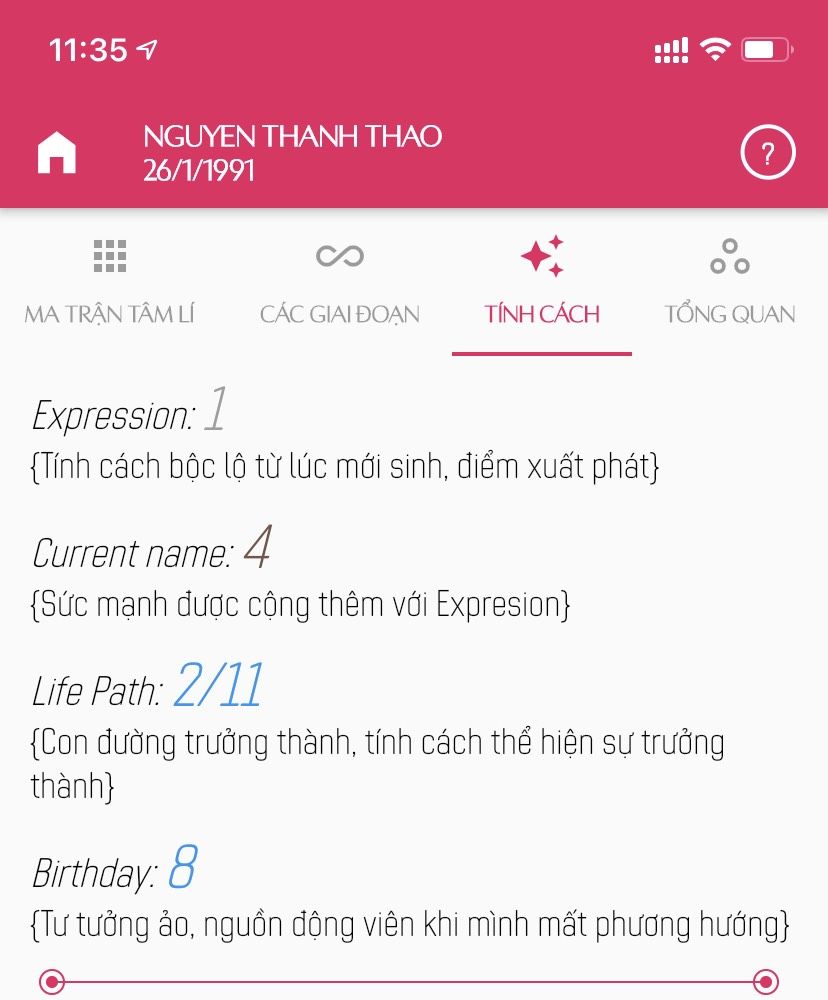 11:35
NGUYEN THANH THAO
26/1/1991
?
MA TRẬN TÂM LÍ
CÁC GIAI ĐOẠN
TÍNH CÁCH
TỔNG QUAN
Expression: 1
{Tính cách bộc lộ từ lúc mới sinh, điểm xuất phát}
Current name: 4
{Sức mạnh được cộng thêm với Expresion}
Life Path: 2/11
{Con đường trưởng thành, tính cách thể hiện sự trưởng
thành}
Birthday: 8
{Tư tưởng ảo, nguồn động viên khi mình mất phương hướng}